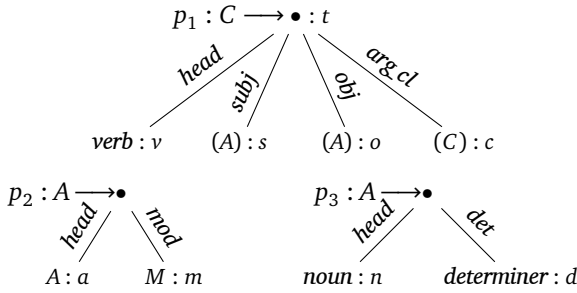 p₁ : C ⟶ • : t
head subj obj arg cl
verb : v (A) : s (A) : o (C) : c
p₂ : A ⟶ • p₃ : A ⟶ •
head mod head det
A : a M : m noun : n determiner : d